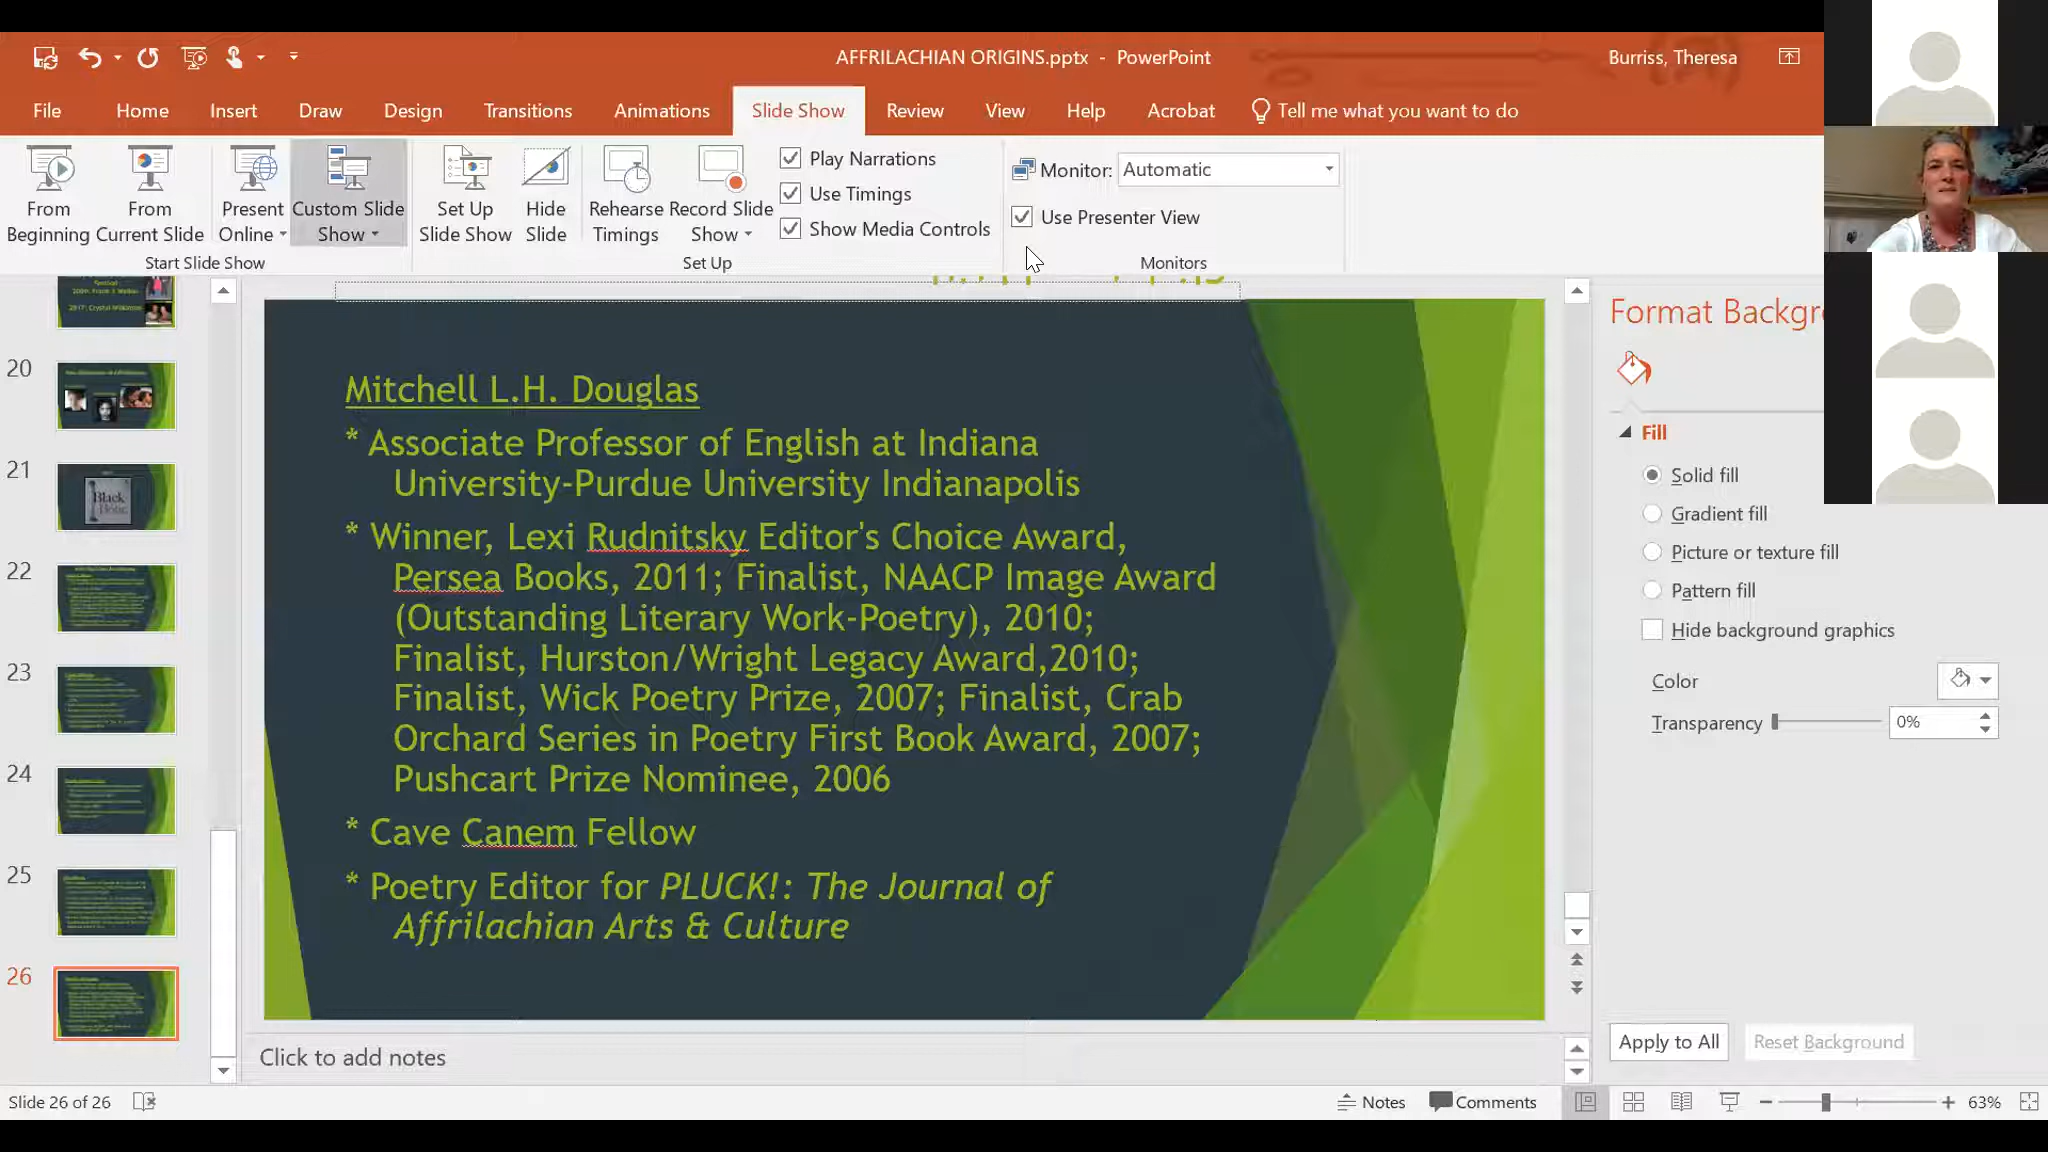 AFFRILACHIAN ORIGINS.pptx - PowerPoint
Burriss, Theresa
File Home Insert Draw Design Transitions Animations Slide Show Review View Help Acrobat Tell me what you want to do
From Beginning
From Current Slide
Present Online
Custom Slide Show
Start Slide Show
Set Up Slide Show
Hide Slide
Rehearse Timings
Record Slide Show
Play Narrations
Use Timings
Show Media Controls
Set Up
Monitor: Automatic
Use Presenter View
Monitors
20
21
Black
22
23
24
25
26
Mitchell L.H. Douglas
* Associate Professor of English at Indiana
University-Purdue University Indianapolis
* Winner, Lexi Rudnitsky Editor's Choice Award,
Persea Books, 2011; Finalist, NAACP Image Award
(Outstanding Literary Work-Poetry), 2010;
Finalist, Hurston/Wright Legacy Award,2010;
Finalist, Wick Poetry Prize, 2007; Finalist, Crab
Orchard Series in Poetry First Book Award, 2007;
Pushcart Prize Nominee, 2006
* Cave Canem Fellow
* Poetry Editor for PLUCK!: The Journal of
Affrilachian Arts & Culture
Format Backgr
Fill
Solid fill
Gradient fill
Picture or texture fill
Pattern fill
Hide background graphics
Color
Transparency 0%
Apply to All Reset Background
Click to add notes
Slide 26 of 26
Notes Comments 63%